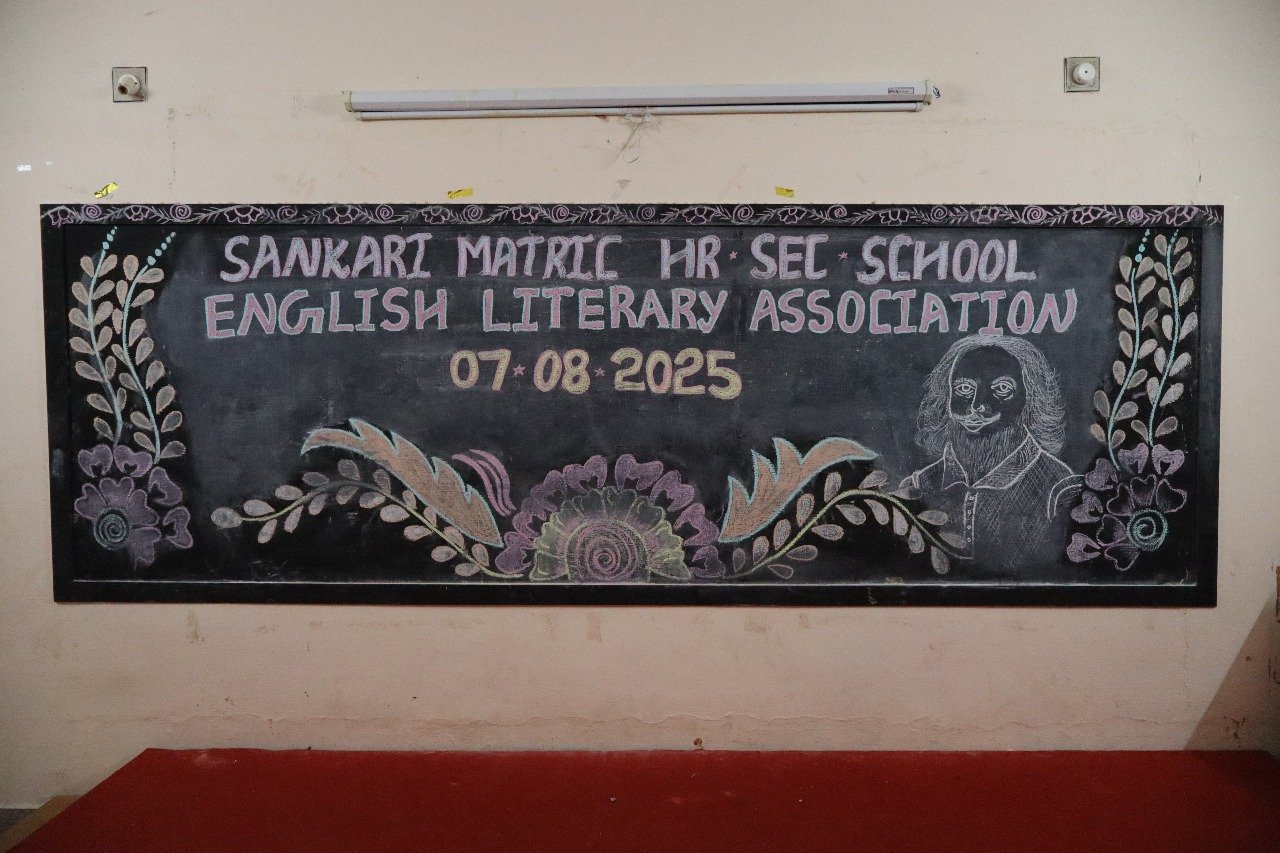 SANKARI MATRIC HR * SEC * SCHOOL
ENGLISH LITERARY ASSOCIATION
07 * 08 * 2025